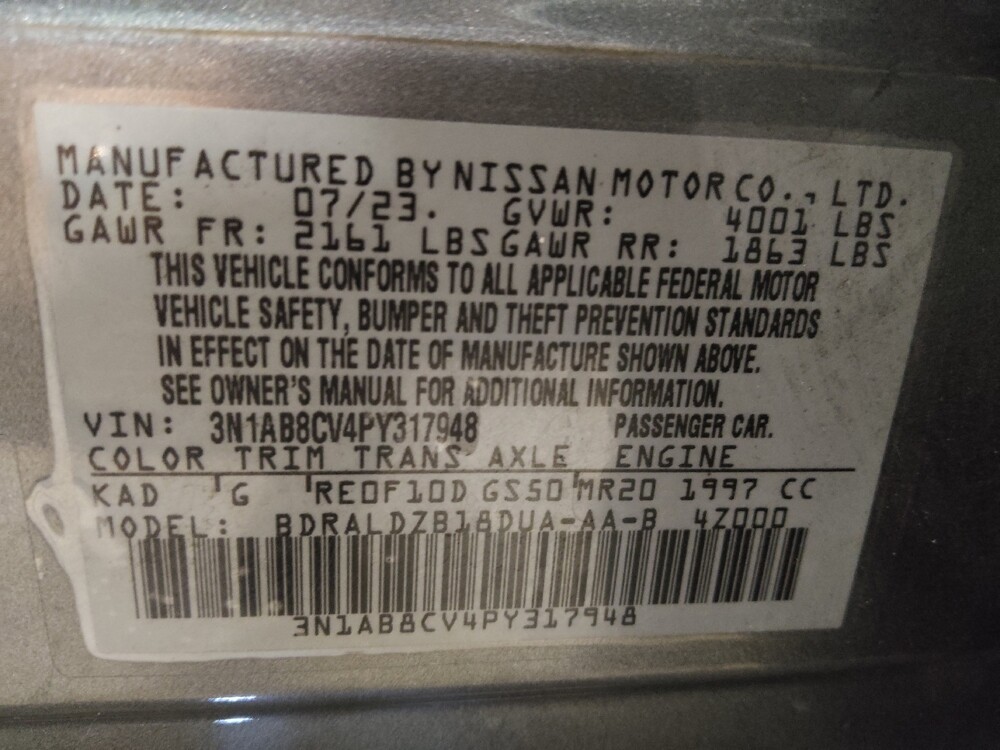 MANUFACTURED BY NISSAN MOTOR CO., LTD.
DATE: 07/23. GVWR: 4001 LBS
GAWR FR: 2161 LBS GAWR RR: 1863 LBS
THIS VEHICLE CONFORMS TO ALL APPLICABLE FEDERAL MOTOR
VEHICLE SAFETY, BUMPER AND THEFT PREVENTION STANDARDS
IN EFFECT ON THE DATE OF MANUFACTURE SHOWN ABOVE.
SEE OWNER'S MANUAL FOR ADDITIONAL INFORMATION.
VIN: 3N1AB8CV4PY317948 PASSENGER CAR.
COLOR TRIM TRANS AXLE ENGINE
KAD G RE0F10D GS50 MR20 1997 CC
MODEL: BDRALDZB18DUA-AA-B 4Z000
3N1AB8CV4PY317948